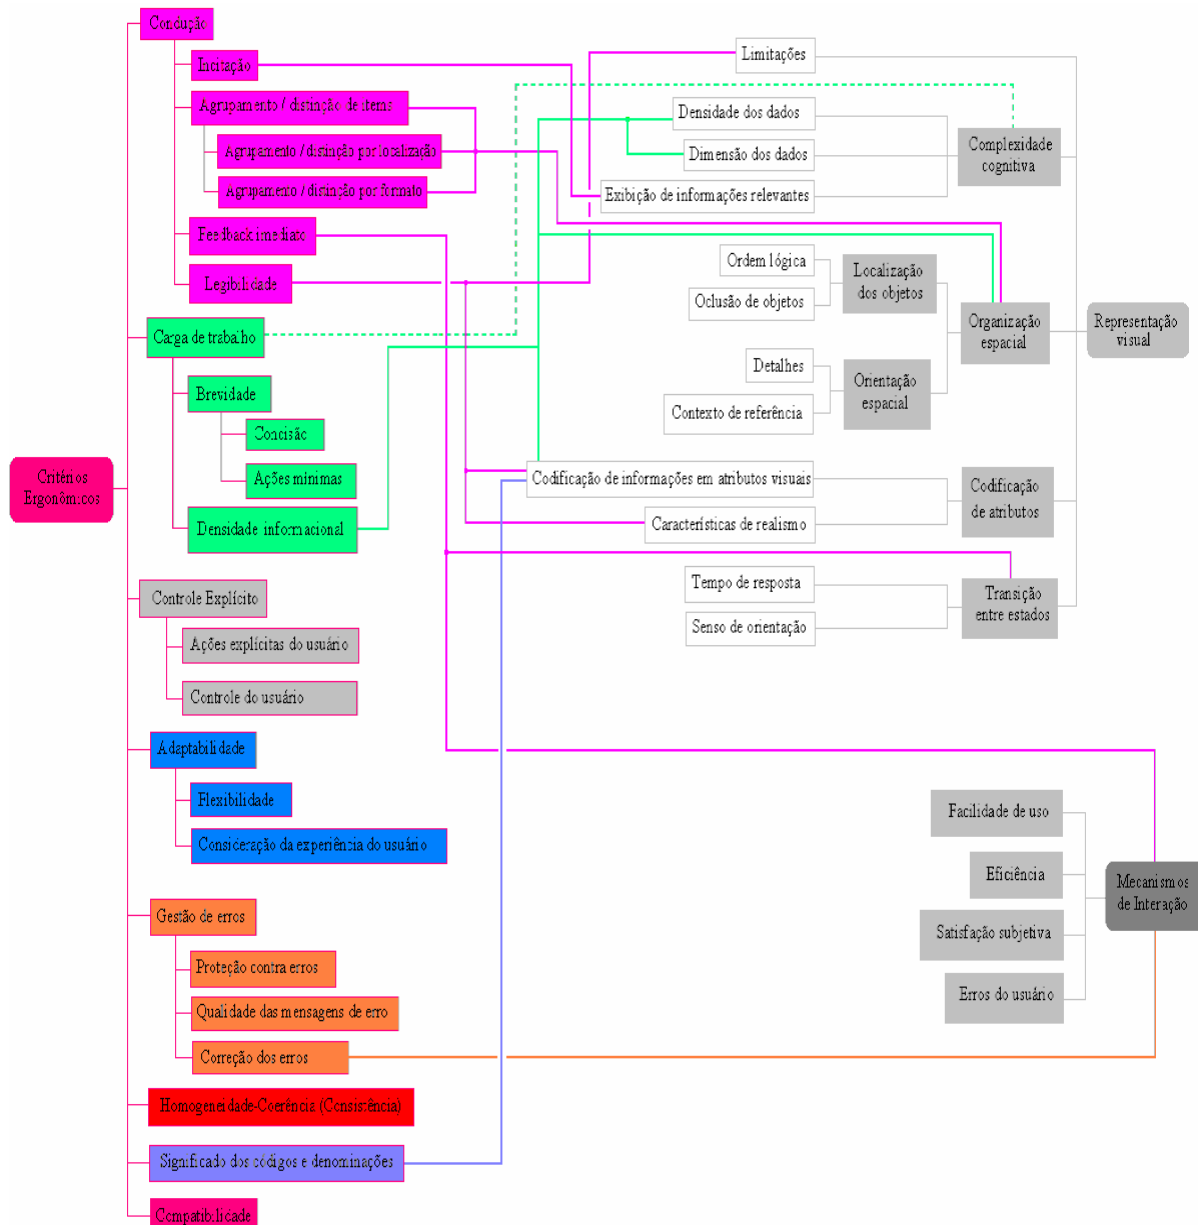 Condução
Incitação
Agrupamento / distinção de items
Agrupamento / distinção por localização
Agrupamento / distinção por formato
Feedback imediato
Legibilidade
Carga de trabalho
Brevidade
Concisão
Ações mínimas
Densidade informacional
Critérios
Ergonômicos
Controle Explícito
Ações explícitas do usuário
Controle do usuário
Adaptabilidade
Flexibilidade
Consideração da experiência do usuário
Gestão de erros
Proteção contra erros
Qualidade das mensagens de erro
Correção dos erros
Homogeneidade-Coerência (Consistência)
Significado dos códigos e denominações
Compatibilidade
Limitações
Densidade dos dados
Dimensão dos dados
Exibição de informações relevantes
Complexidade
cognitiva
Ordem lógica
Oclusão de objetos
Localização
dos objetos
Detalhes
Contexto de referência
Orientação
espacial
Organização
espacial
Representação
visual
Codificação de informações em atributos visuais
Características de realismo
Codificação
de atributos
Tempo de resposta
Senso de orientação
Transição
entre estados
Facilidade de uso
Eficiência
Satisfação subjetiva
Erros do usuário
Mecanismos
de Interação